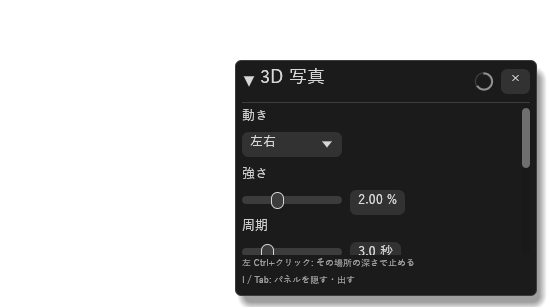 ▼ 3D 写真
×
動き
左右
強さ
2.00 %
周期
3.0 秒
左 Ctrl+クリック: その場所の深さで止める
I / Tab: パネルを隠す・出す